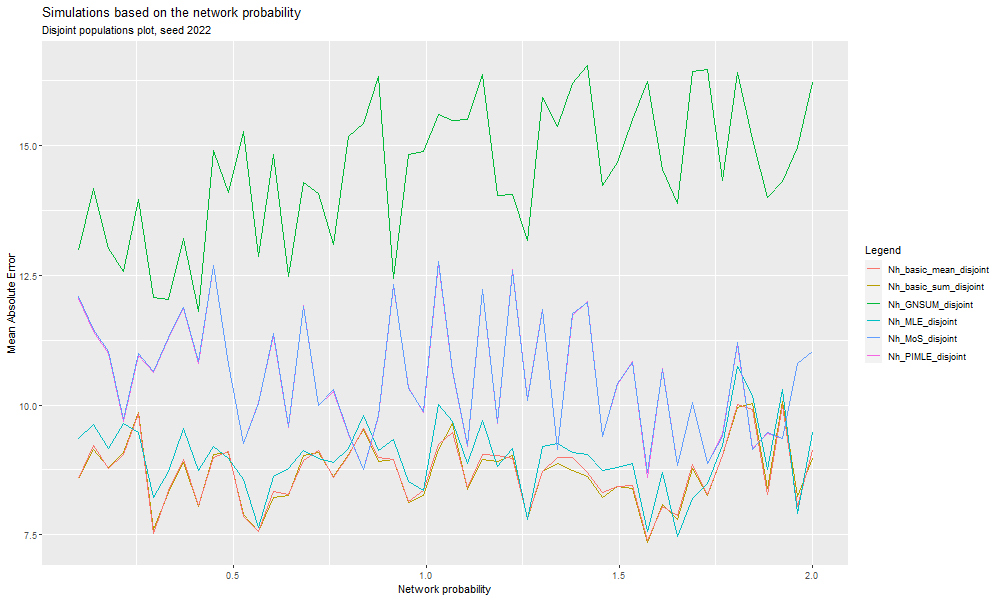 Simulations based on the network probability
Disjoint populations plot, seed 2022
15.0
12.5
10.0
7.5
Mean Absolute Error
0.5
1.0
1.5
2.0
Network probability
Legend
Nh_basic_mean_disjoint
Nh_basic_sum_disjoint
Nh_GNSUM_disjoint
Nh_MLE_disjoint
Nh_MoS_disjoint
Nh_PIMLE_disjoint